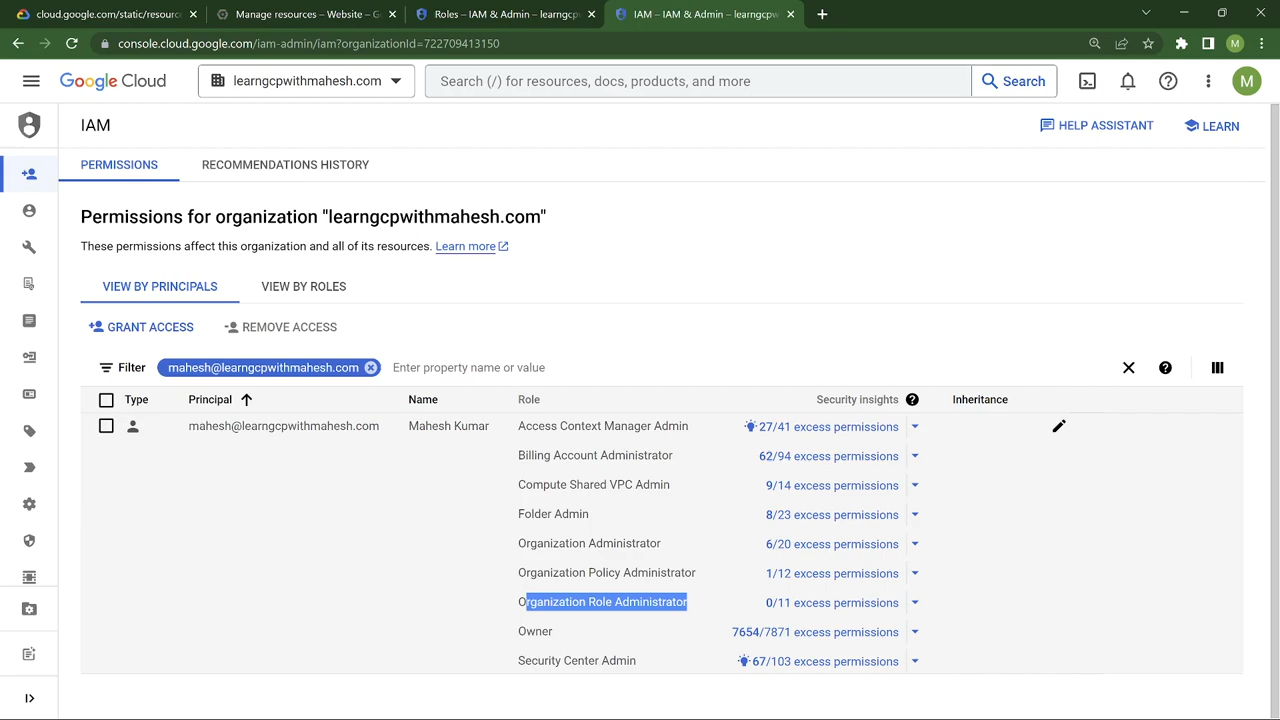 cloud.google.com/static/resourc
Manage resources – Website – G
Roles – IAM & Admin – learngcp
IAM – IAM & Admin – learngcpw
console.cloud.google.com/iam-admin/iam?organizationId=722709413150
M
Google Cloud
learngcpwithmahesh.com
Search (/) for resources, docs, products, and more
Search
M
IAM
HELP ASSISTANT
LEARN
PERMISSIONS
RECOMMENDATIONS HISTORY
Permissions for organization "learngcpwithmahesh.com"
These permissions affect this organization and all of its resources. Learn more
VIEW BY PRINCIPALS
VIEW BY ROLES
GRANT ACCESS
REMOVE ACCESS
Filter
mahesh@learngcpwithmahesh.com
Enter property name or value
Type Principal Name Role Security insights Inheritance
mahesh@learngcpwithmahesh.com Mahesh Kumar Access Context Manager Admin 27/41 excess permissions
Billing Account Administrator 62/94 excess permissions
Compute Shared VPC Admin 9/14 excess permissions
Folder Admin 8/23 excess permissions
Organization Administrator 6/20 excess permissions
Organization Policy Administrator 1/12 excess permissions
Organization Role Administrator 0/11 excess permissions
Owner 7654/7871 excess permissions
Security Center Admin 67/103 excess permissions